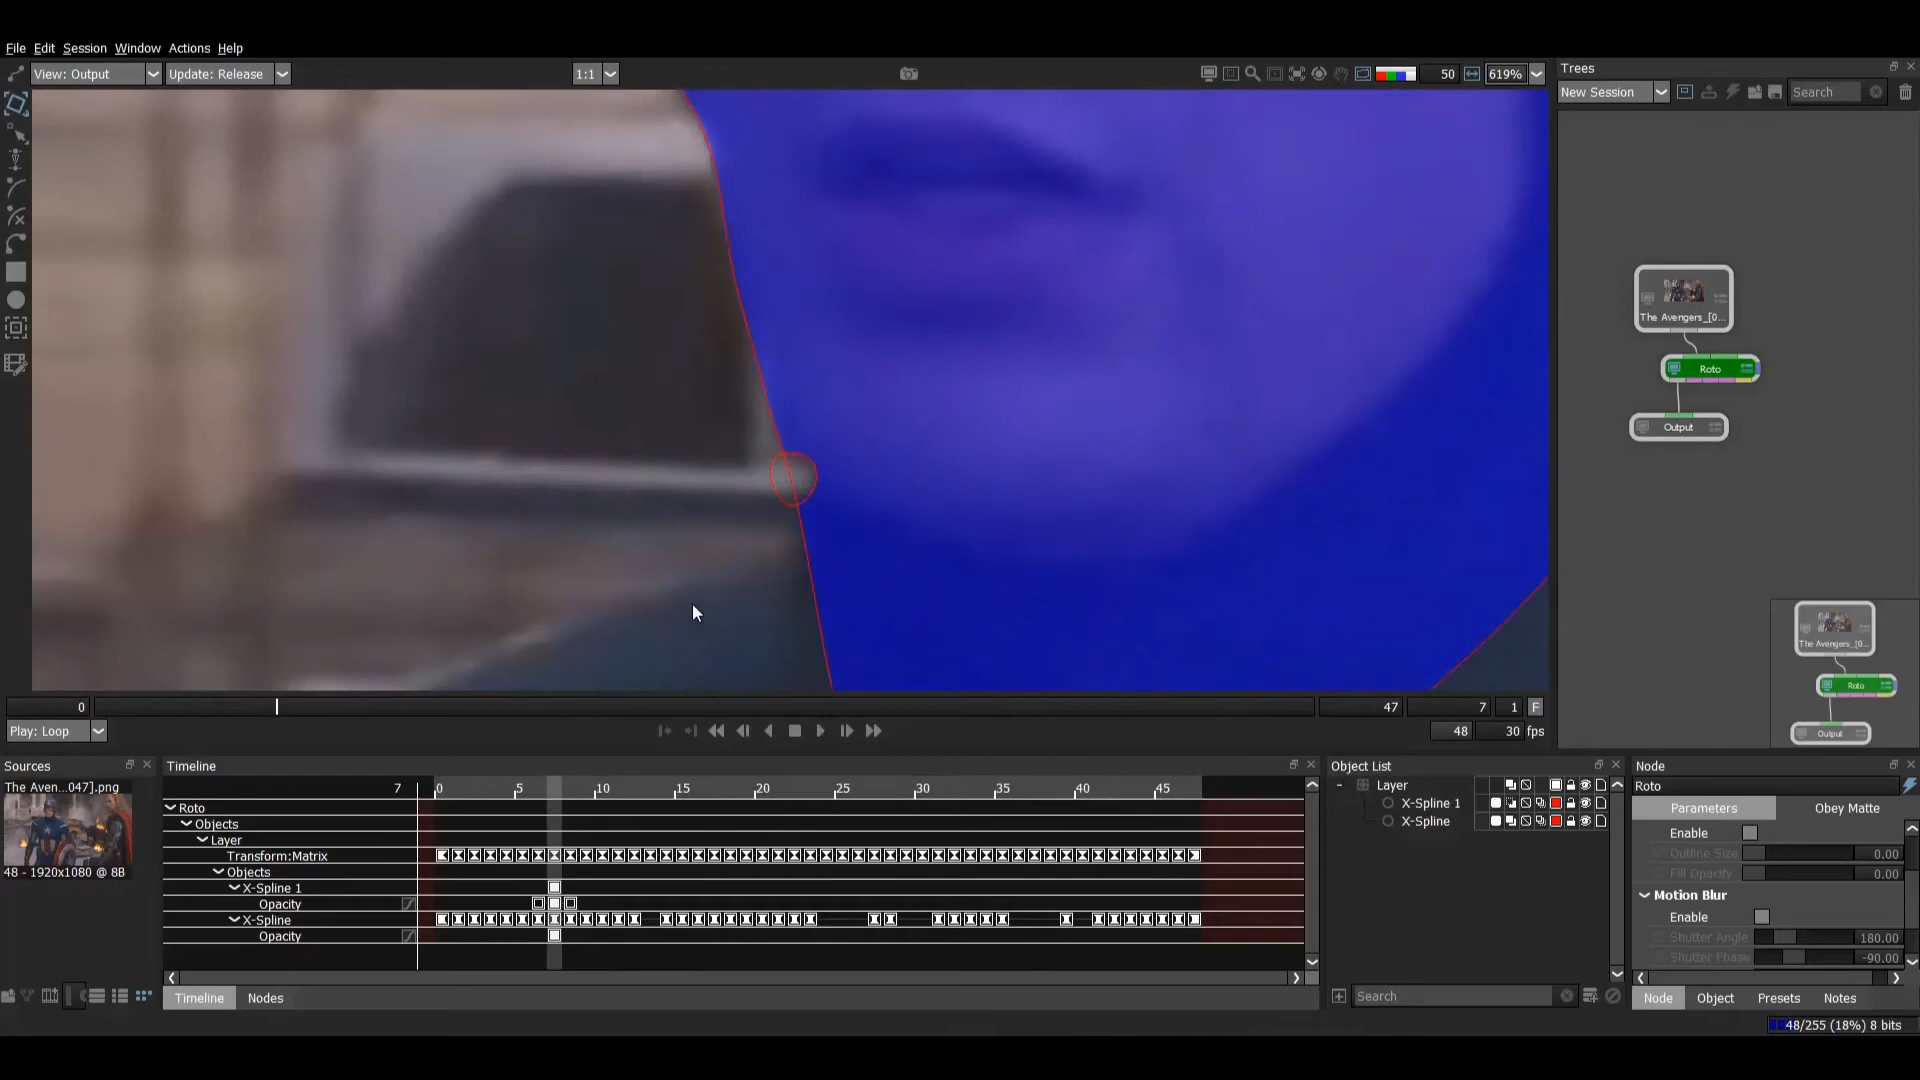 File Edit Session Window Actions Help
View: Output Update: Release 1:1 50 619%
Trees
New Session Search
The Avengers_[0...
Roto
Output
The Avengers_[0...
Roto
Output
0 47 7 1 F
Play: Loop 48 30 fps
Sources
The Aven...047].png
48 - 1920x1080 @ 8B
Timeline
7 0 5 10 15 20 25 30 35 40 45
Roto
Objects
Layer
Transform:Matrix
Objects
X-Spline 1
Opacity
X-Spline
Opacity
Timeline Nodes
Object List
Layer
X-Spline 1
X-Spline
Search
Node
Roto
Parameters Obey Matte
Enable
Outline Size 0.00
Fill Opacity 0.00
Motion Blur
Enable
Shutter Angle 180.00
Shutter Phase -90.00
Node Object Presets Notes
48/255 (18%) 8 bits